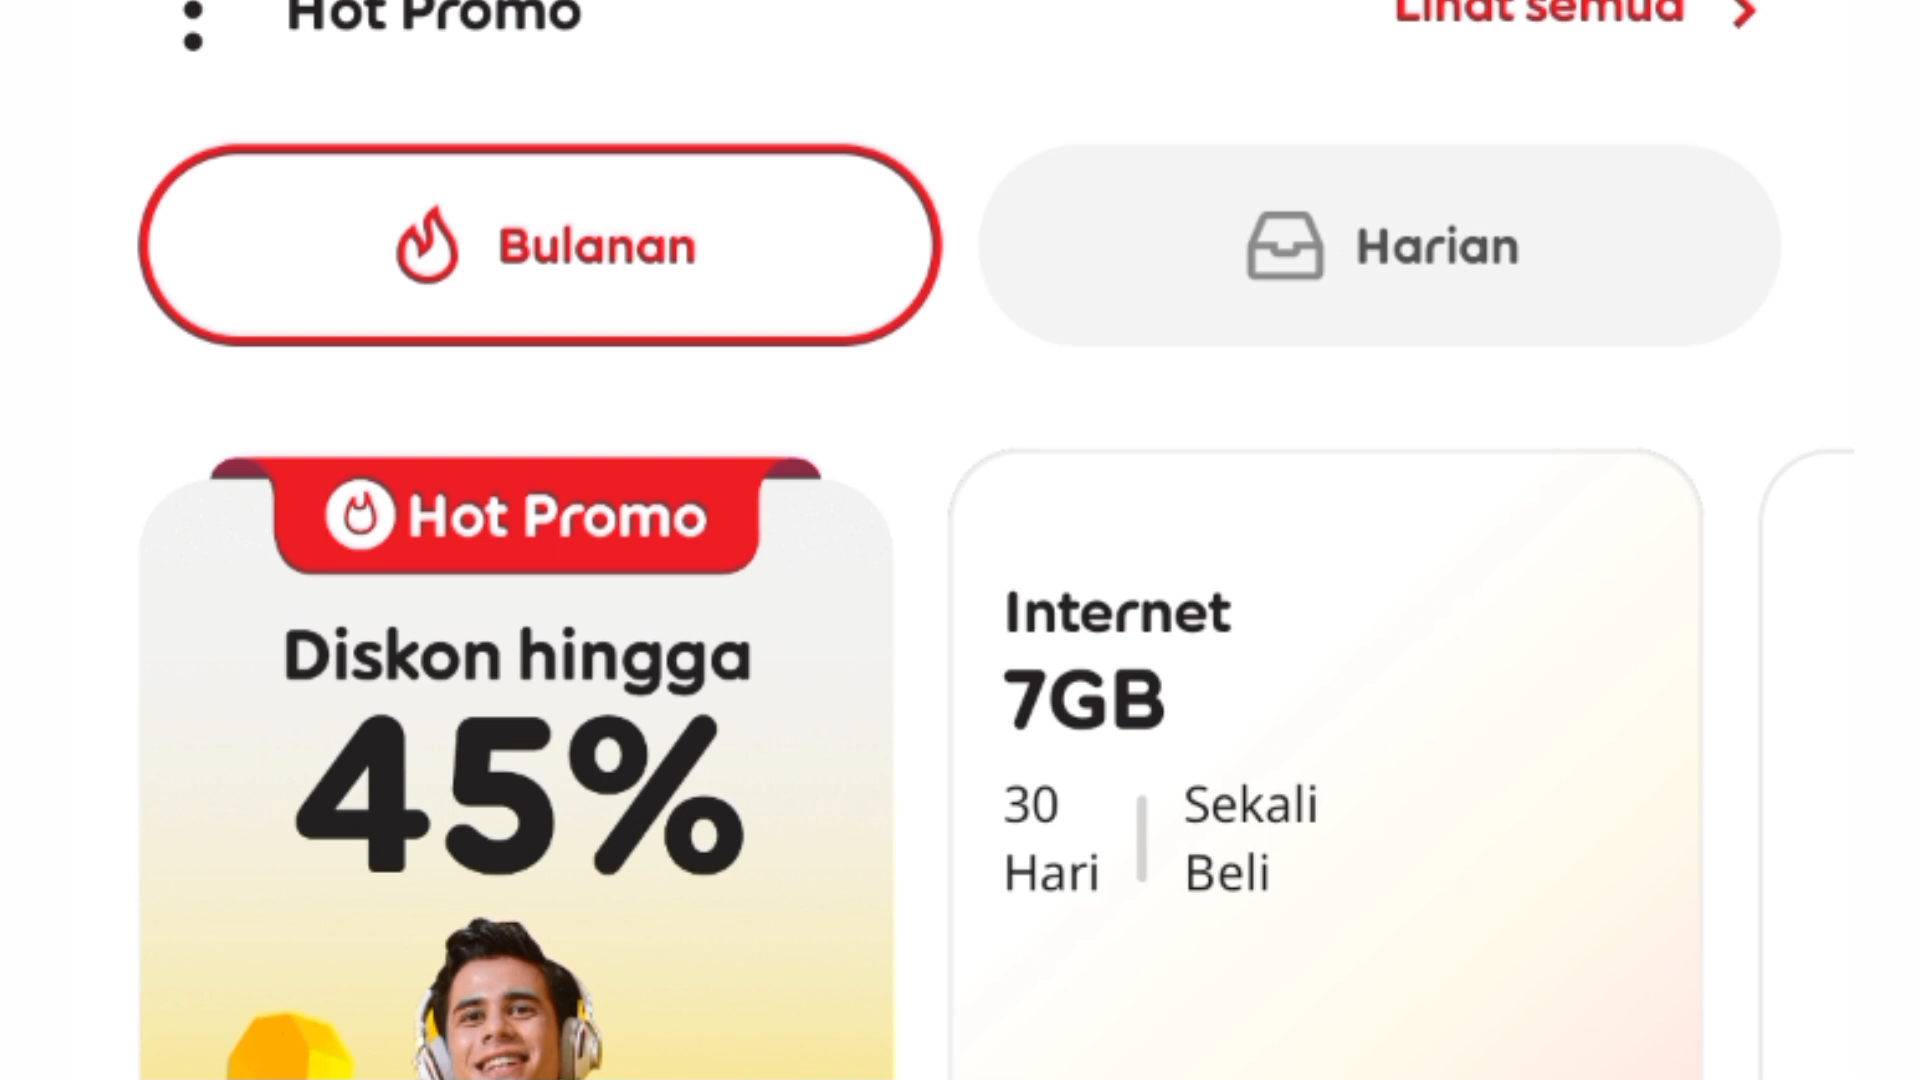 Hot Promo
Lihat semua
Bulanan
Harian
Hot Promo
Diskon hingga
45%
Internet
7GB
30
Hari
Sekali
Beli